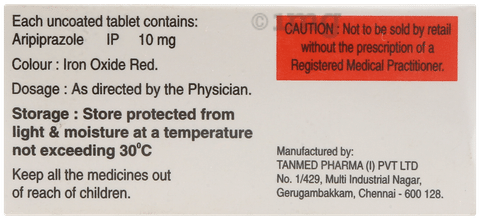 Each uncoated tablet contains:
Aripiprazole IP 10 mg
Colour : Iron Oxide Red.
Dosage : As directed by the Physician.
Storage : Store protected from
light & moisture at a temperature
not exceeding 30°C
Keep all the medicines out
of reach of children.
1mg
CAUTION : Not to be sold by retail
without the prescription of a
Registered Medical Practitioner.
Manufactured by:
TANMED PHARMA (I) PVT LTD
No. 1/429, Multi Industrial Nagar,
Gerugambakkam, Chennai - 600 128.